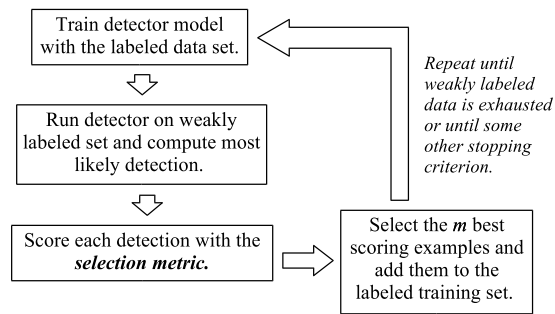 Train detector model
with the labeled data set.
Run detector on weakly
labeled set and compute most
likely detection.
Score each detection with the
selection metric.
Select the m best
scoring examples and
add them to the
labeled training set.
Repeat until
weakly labeled
data is exhausted
or until some
other stopping
criterion.